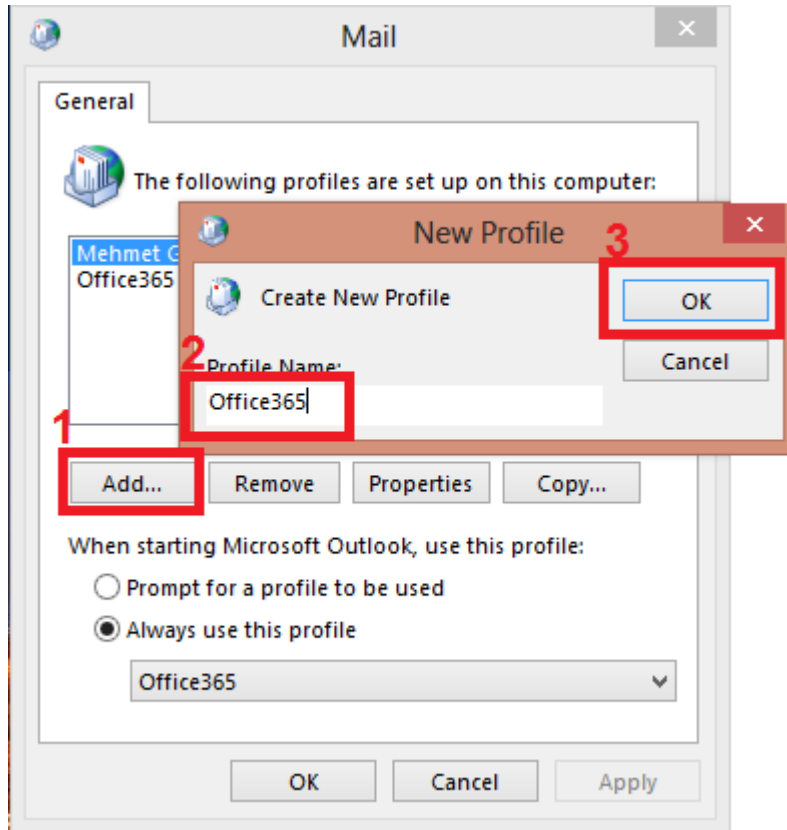 Mail
General
The following profiles are set up on this computer:
Mehmet
Office365
New Profile
3
Create New Profile
OK
2
Profile Name:
Cancel
Office365
1
Add...
Remove
Properties
Copy...
When starting Microsoft Outlook, use this profile:
Prompt for a profile to be used
Always use this profile
Office365
OK
Cancel
Apply